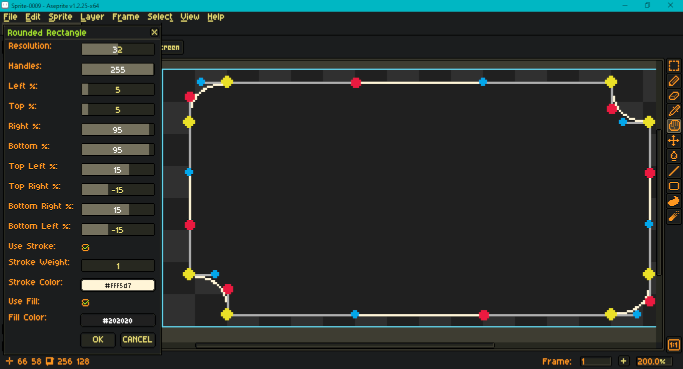 Sprite-0009 - Aseprite v1.2.25-x64
File Edit Sprite Layer Frame Select View Help
Rounded Rectangle
creen
Resolution: 32
Handles: 255
Left %: 5
Top %: 5
Right %: 95
Bottom %: 95
Top Left %: 15
Top Right %: -15
Bottom Right %: 15
Bottom Left %: -15
Use Stroke:
Stroke Weight: 1
Stroke Color: #FFF5d7
Use Fill:
Fill Color: #202020
OK CANCEL
1:1
66 58 256 128 Frame: 1 + 200.0%